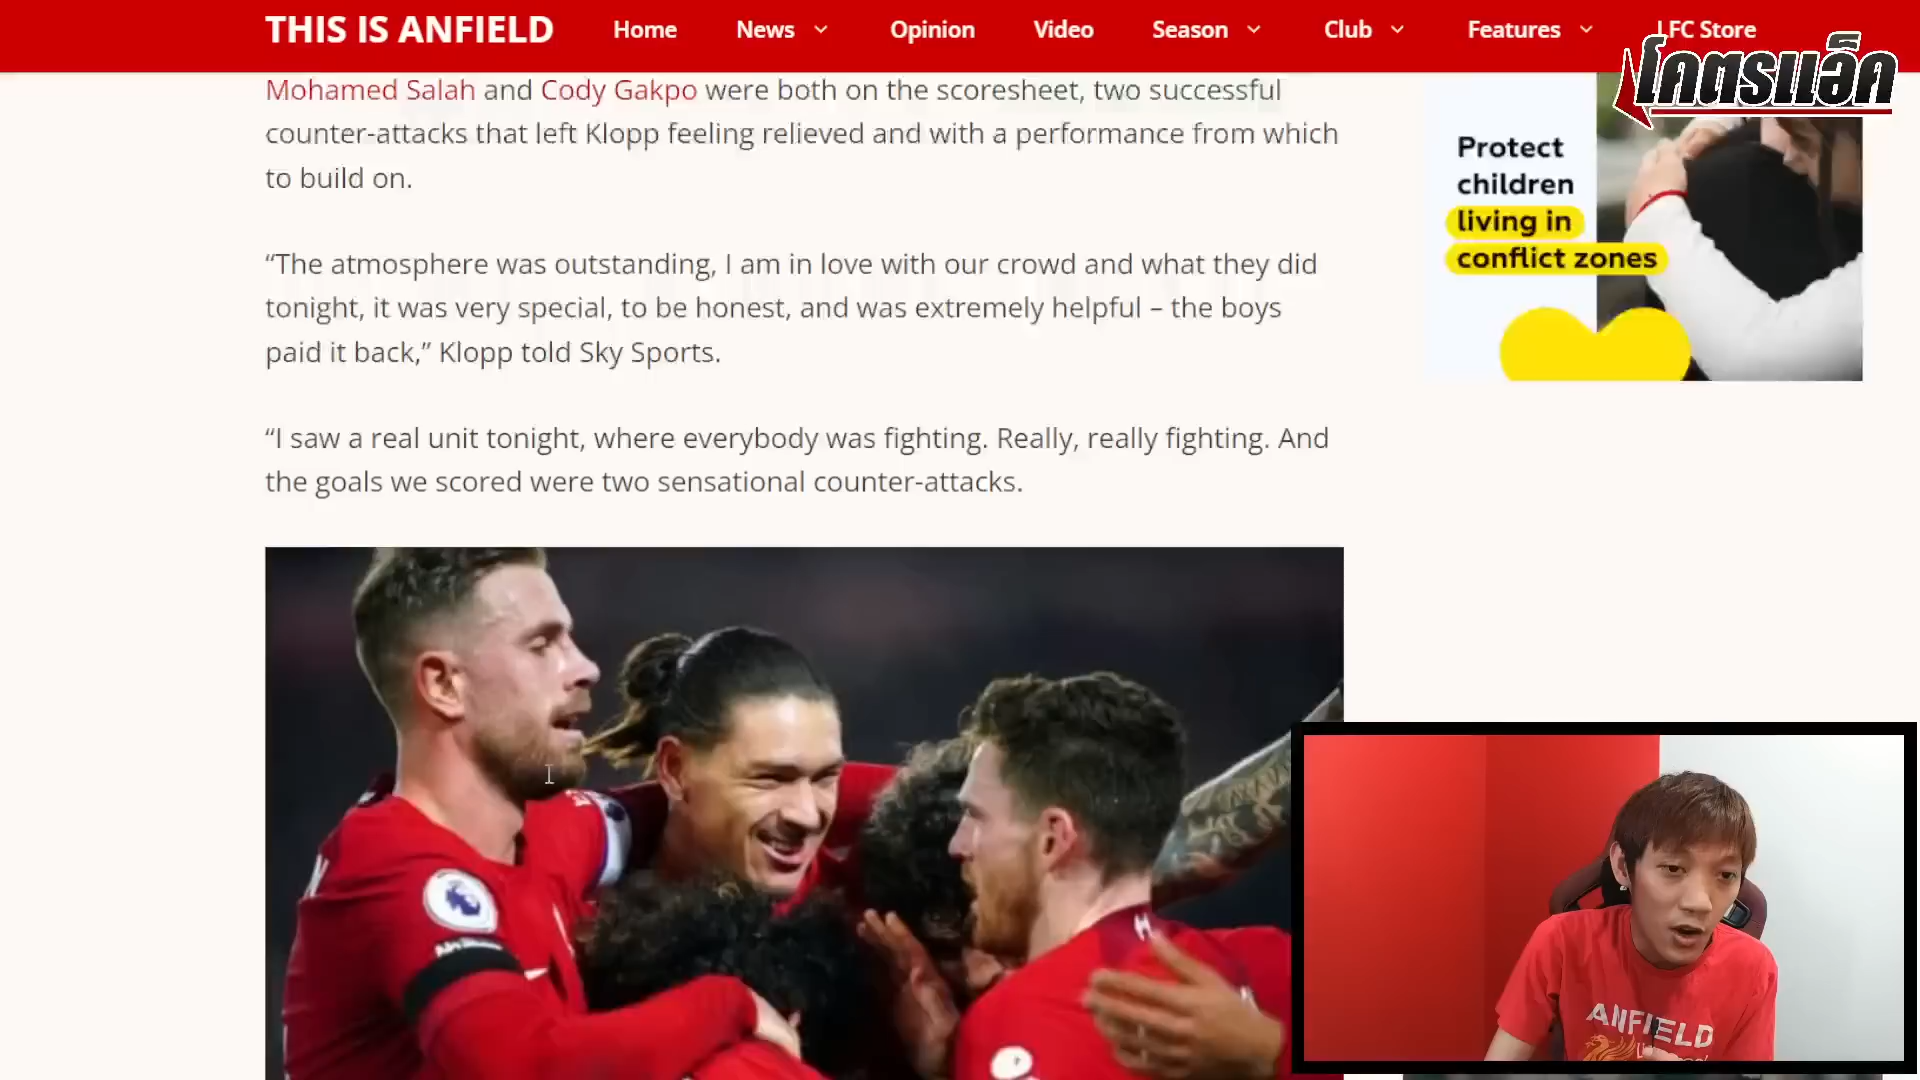 THIS IS ANFIELD
Home News Opinion Video Season Club Features LFC Store
โคตรแอ็ค
Mohamed Salah and Cody Gakpo were both on the scoresheet, two successful
counter-attacks that left Klopp feeling relieved and with a performance from which
to build on.
“The atmosphere was outstanding, I am in love with our crowd and what they did
tonight, it was very special, to be honest, and was extremely helpful – the boys
paid it back,” Klopp told Sky Sports.
“I saw a real unit tonight, where everybody was fighting. Really, really fighting. And
the goals we scored were two sensational counter-attacks.
Protect
children
living in
conflict zones
ANFIELD